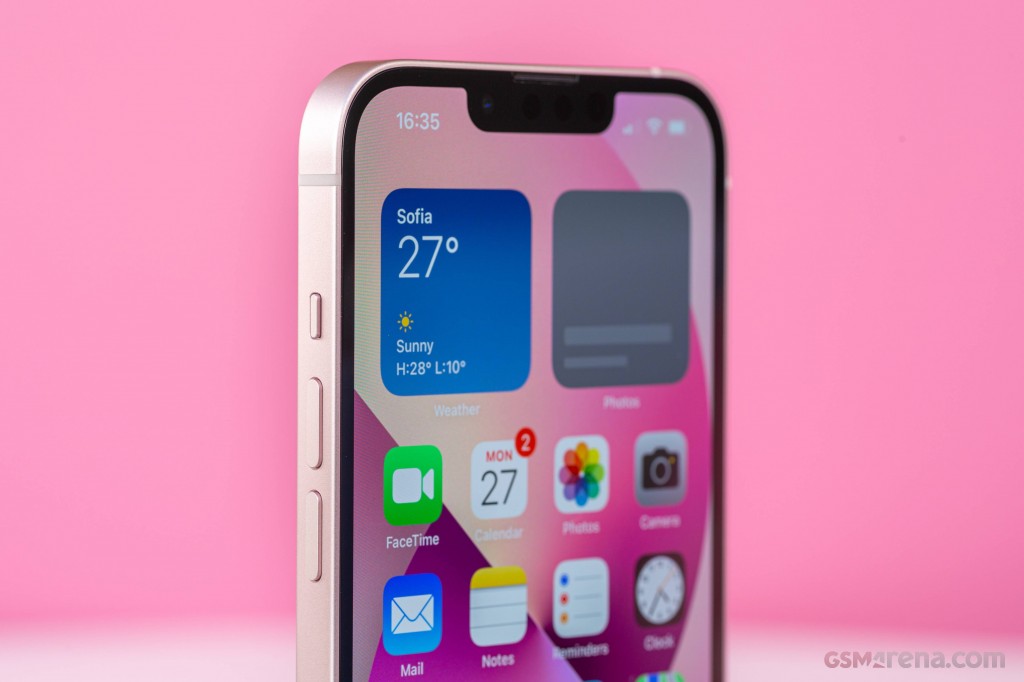 16:35
Sofia
27°
Sunny
H:28° L:10°
Weather
Photos
2
MON
27
FaceTime
Calendar
Photos
Camera
Mail
Notes
Reminders
Clock
GSMArena.com